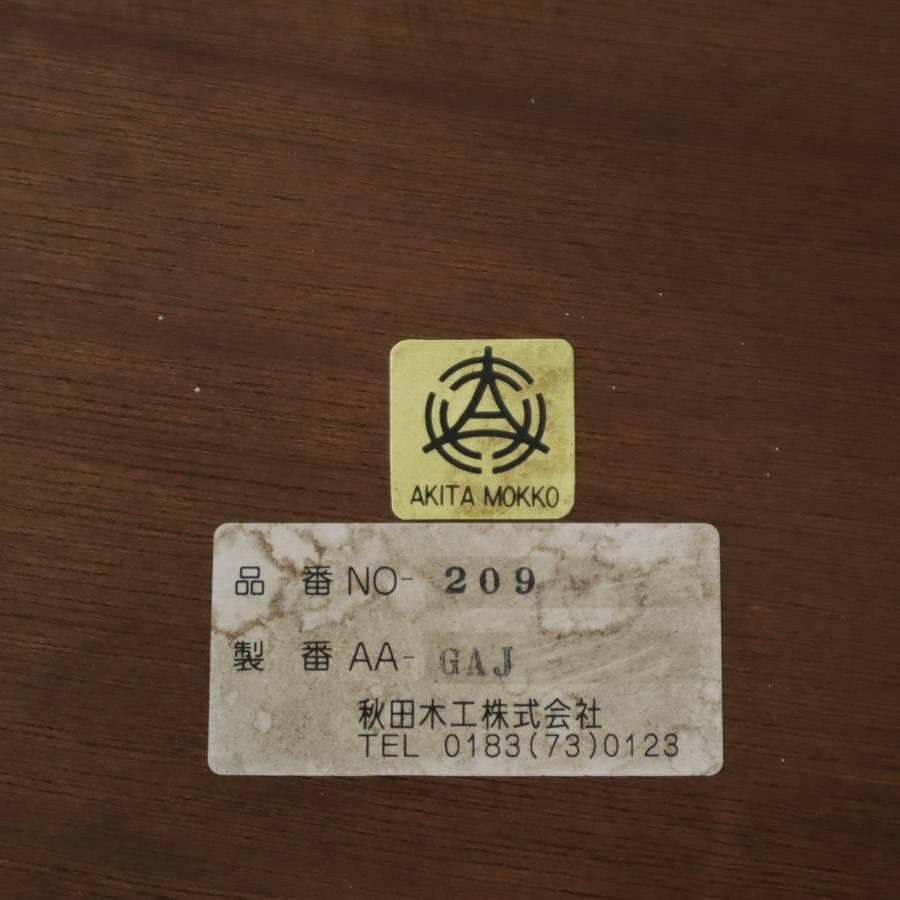 AKITA MOKKO
品 番 NO- 209
製 番 AA- GAJ
秋田木工株式会社
TEL 0183(73)0123